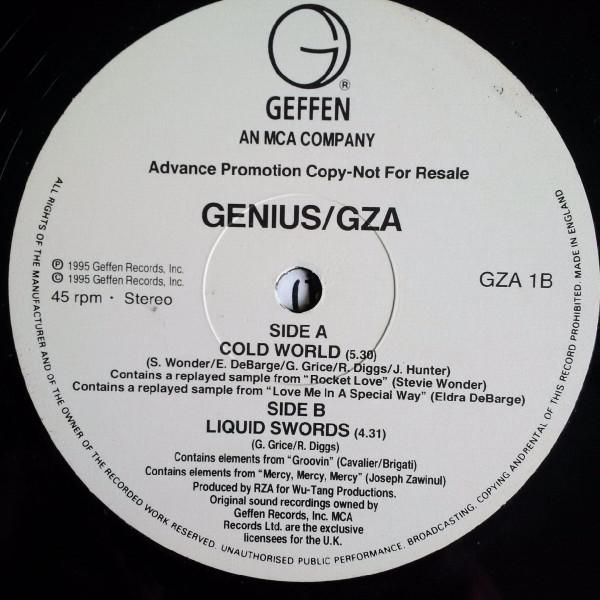 G
®
GEFFEN
AN MCA COMPANY
Advance Promotion Copy-Not For Resale
GENIUS/GZA
℗ 1995 Geffen Records, Inc.
© 1995 Geffen Records, Inc.
45 rpm · Stereo
GZA 1B
SIDE A
COLD WORLD (5.30)
(S. Wonder/E. DeBarge/G. Grice/R. Diggs/J. Hunter)
Contains a replayed sample from "Rocket Love" (Stevie Wonder)
Contains a replayed sample from "Love Me In A Special Way" (Eldra DeBarge)
SIDE B
LIQUID SWORDS (4.31)
(G. Grice/R. Diggs)
Contains elements from "Groovin" (Cavalier/Brigati)
Contains elements from "Mercy, Mercy, Mercy" (Joseph Zawinul)
Produced by RZA for Wu-Tang Productions.
Original sound recordings owned by
Geffen Records, Inc. MCA
Records Ltd. are the exclusive
licensees for the U.K.
ALL RIGHTS OF THE MANUFACTURER AND OF THE OWNER OF THE RECORDED WORK RESERVED. UNAUTHORISED PUBLIC PERFORMANCE, BROADCASTING, COPYING AND RENTAL OF THIS RECORD PROHIBITED. MADE IN ENGLAND